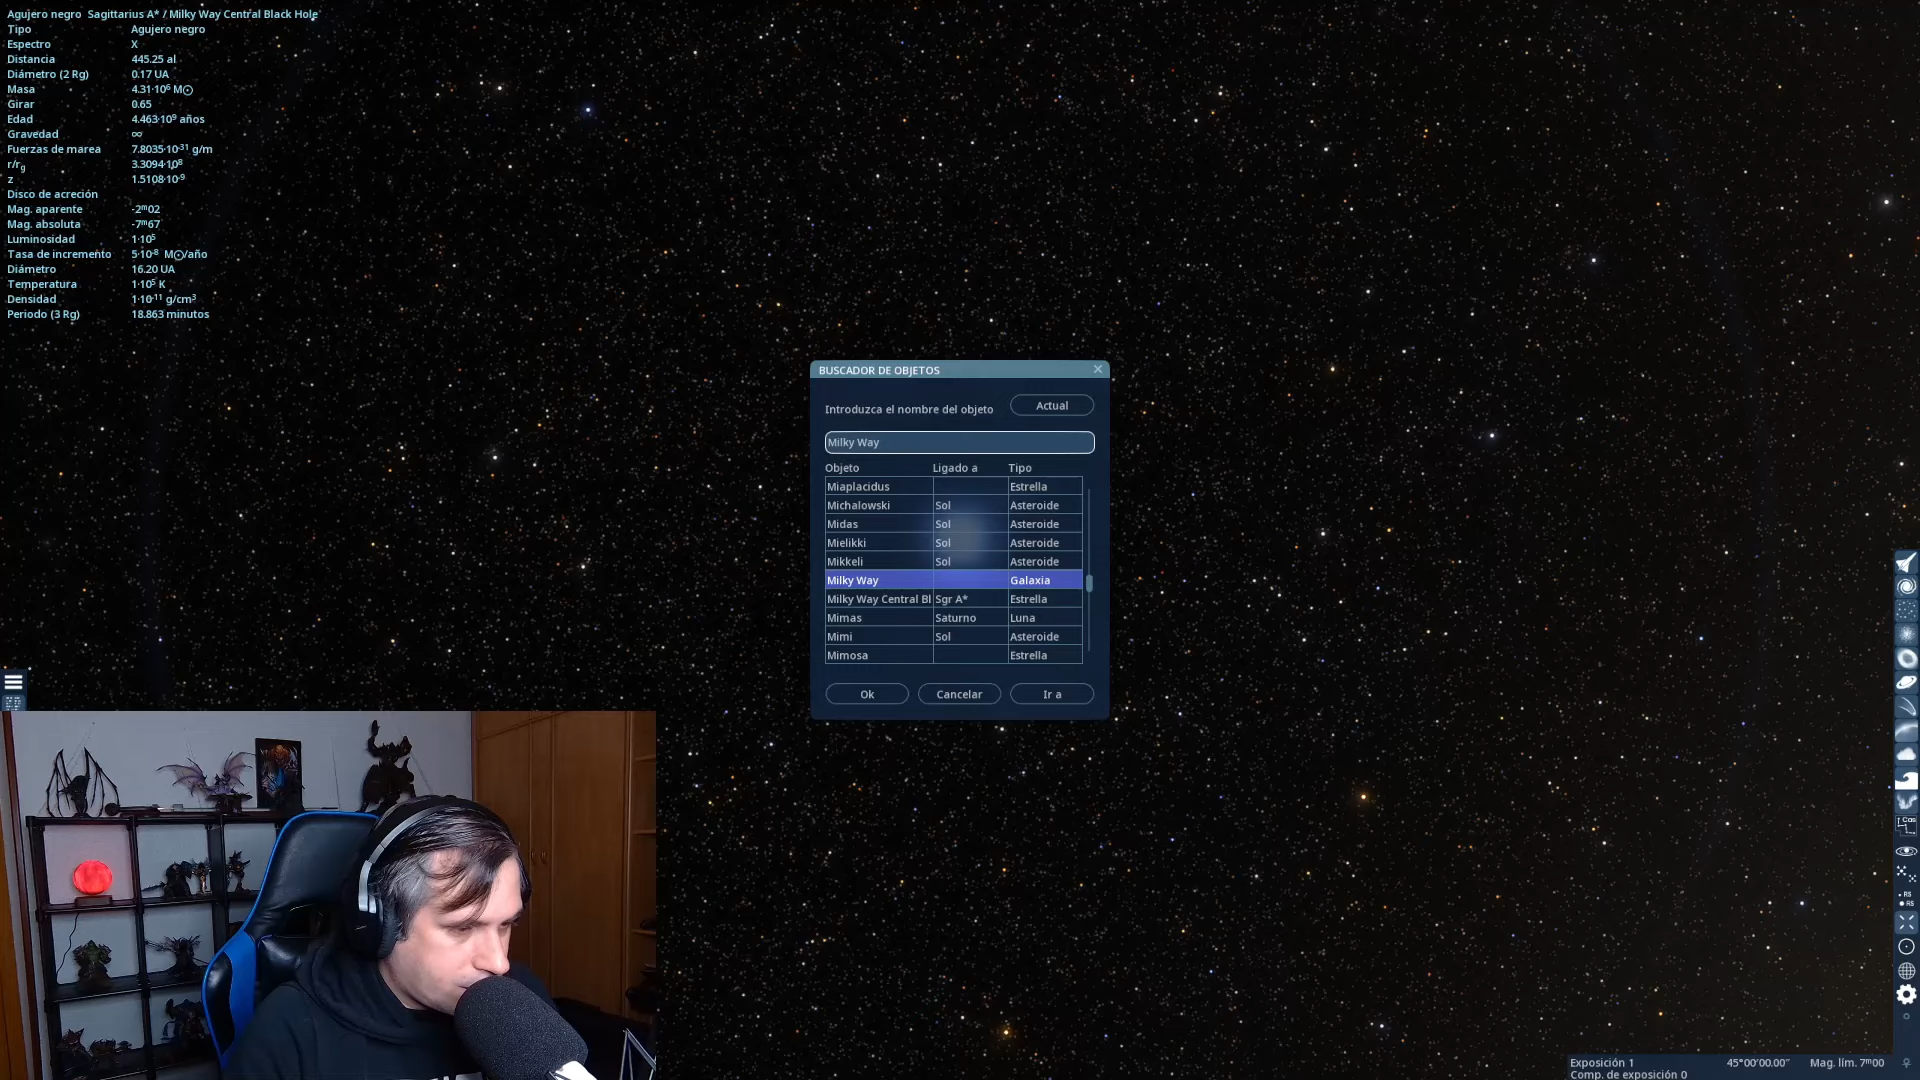 Agujero negro Sagittarius A* / Milky Way Central Black Hole
Tipo Agujero negro
Espectro X
Distancia 445.25 al
Diámetro (2 Rg) 0.17 UA
Masa 4.31·10⁶ M☉
Girar 0.65
Edad 4.463·10⁹ años
Gravedad ∞
Fuerzas de marea 7.8035·10⁻³¹ g/m
r/rg 3.3094·10⁸
z 1.5108·10⁻⁹
Disco de acreción
Mag. aparente -2ᵐ02
Mag. absoluta -7ᵐ67
Luminosidad 1·10⁵
Tasa de incremento 5·10⁻⁸ M☉/año
Diámetro 16.20 UA
Temperatura 1·10⁵ K
Densidad 1·10⁻¹¹ g/cm³
Periodo (3 Rg) 18.863 minutos
BUSCADOR DE OBJETOS
Introduzca el nombre del objeto Actual
Milky Way
Objeto Ligado a Tipo
Miaplacidus Estrella
Michalowski Sol Asteroide
Midas Sol Asteroide
Mielikki Sol Asteroide
Mikkeli Sol Asteroide
Milky Way Galaxia
Milky Way Central Bl Sgr A* Estrella
Mimas Saturno Luna
Mimi Sol Asteroide
Mimosa Estrella
Ok Cancelar Ir a
Cas
RS
RS
Exposición 1 45°00'00.00" Mag. lím. 7ᵐ00
Comp. de exposición 0